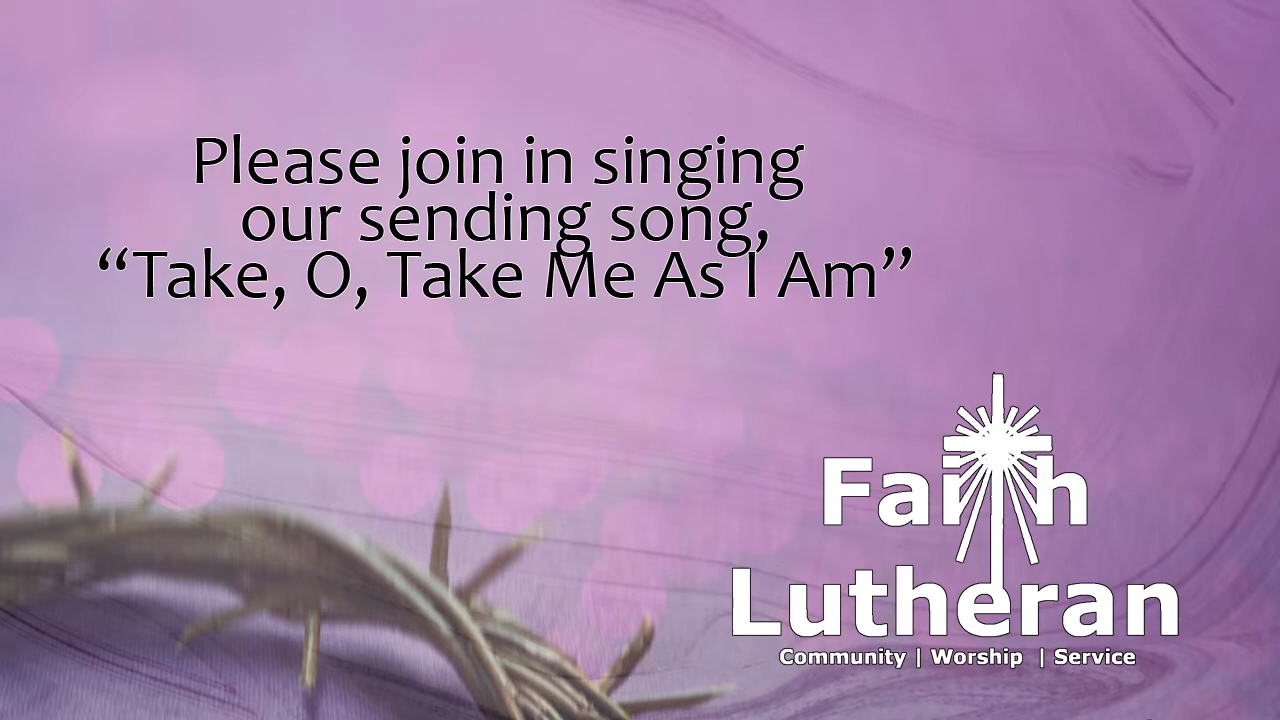 Please join in singing
our sending song,
“Take, O, Take Me As I Am”
Faith
Lutheran
Community | Worship | Service